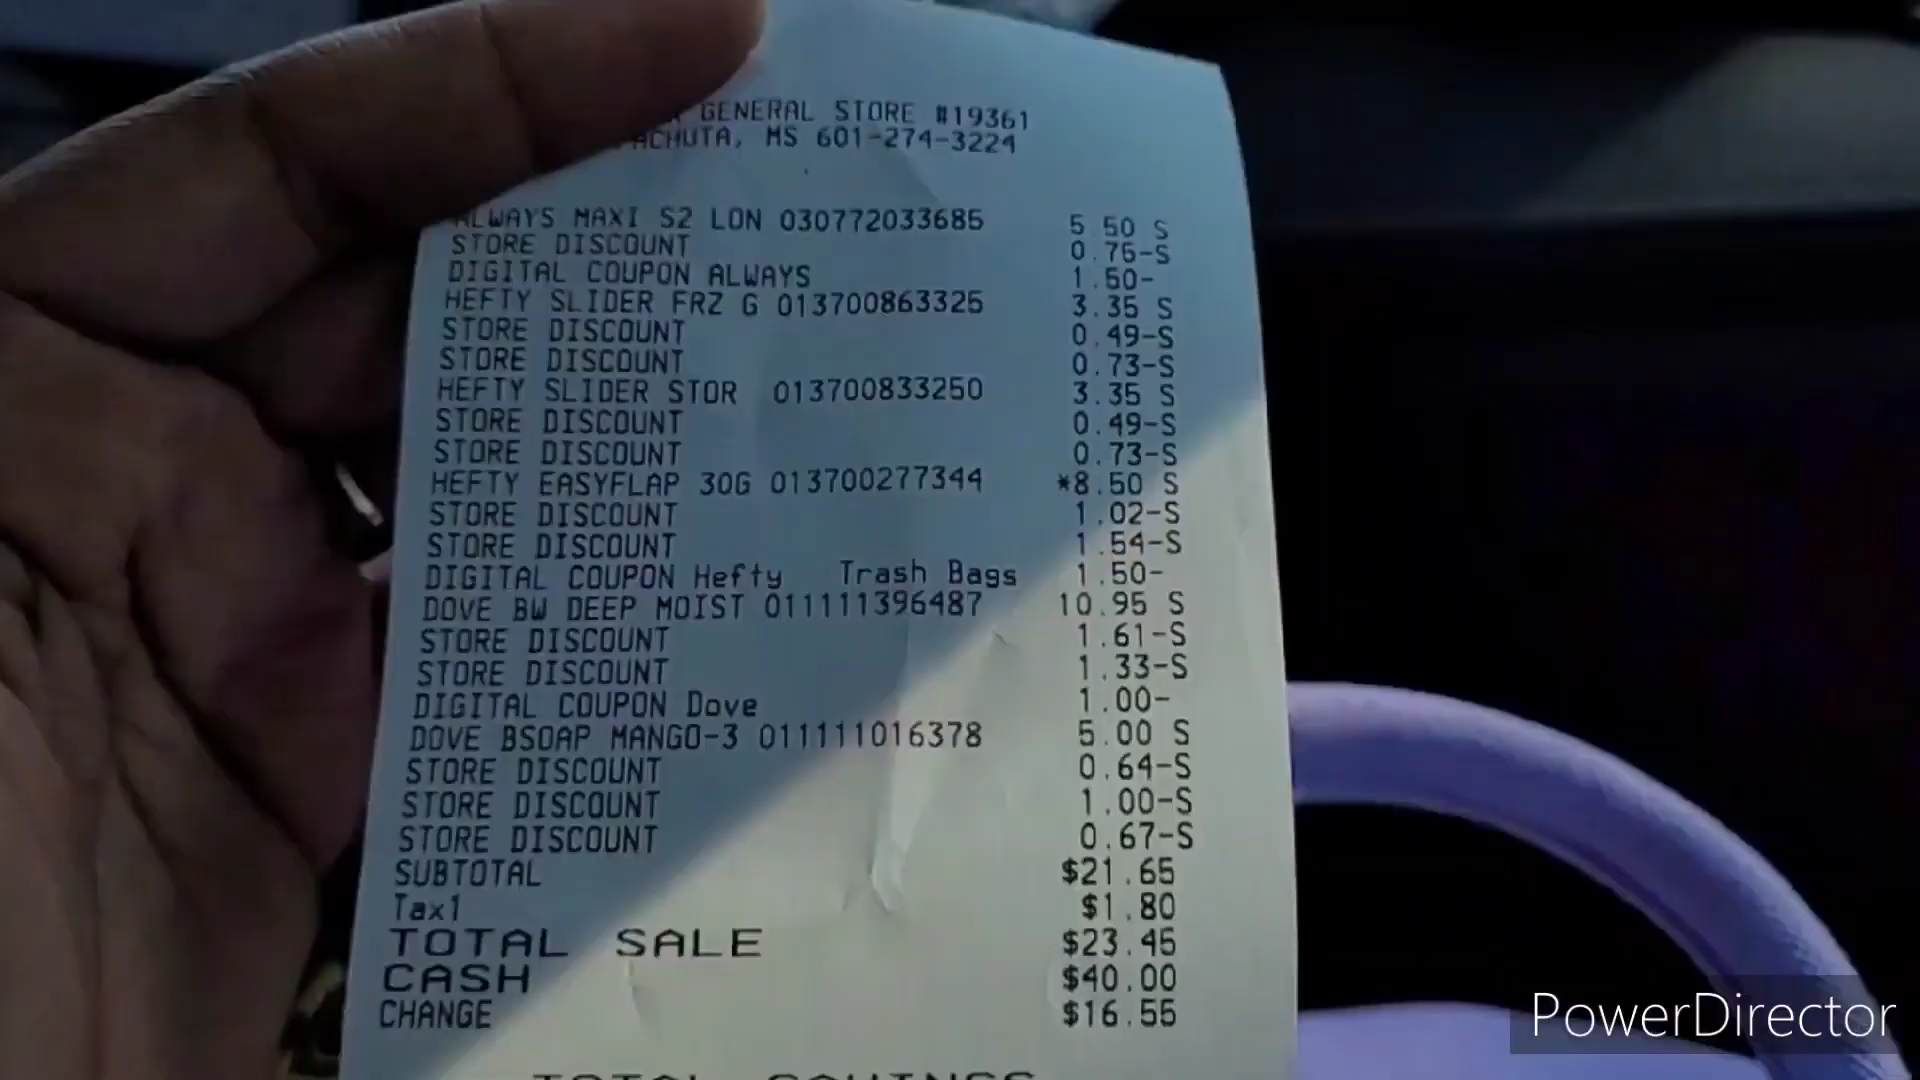 GENERAL STORE #19361
ACHUTA, MS 601-274-3224
ALWAYS MAXI S2 LON 030772033685 5.50 S
STORE DISCOUNT 0.75-S
DIGITAL COUPON ALWAYS 1.50-
HEFTY SLIDER FRZ G 013700863325 3.35 S
STORE DISCOUNT 0.49-S
STORE DISCOUNT 0.73-S
HEFTY SLIDER STOR 013700833250 3.35 S
STORE DISCOUNT 0.49-S
STORE DISCOUNT 0.73-S
HEFTY EASYFLAP 30G 013700277344 *8.50 S
STORE DISCOUNT 1.02-S
STORE DISCOUNT 1.54-S
DIGITAL COUPON Hefty Trash Bags 1.50-
DOVE BW DEEP MOIST 011111396487 10.95 S
STORE DISCOUNT 1.61-S
STORE DISCOUNT 1.33-S
DIGITAL COUPON Dove 1.00-
DOVE BSOAP MANGO-3 011111016378 5.00 S
STORE DISCOUNT 0.64-S
STORE DISCOUNT 1.00-S
STORE DISCOUNT 0.67-S
SUBTOTAL $21.65
Tax1 $1.80
TOTAL SALE $23.45
CASH $40.00
CHANGE $16.55
TOTAL SAVINGS
PowerDirector